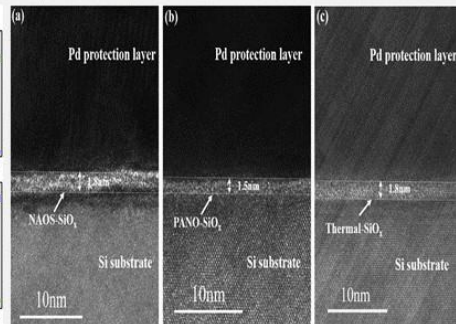 (a)
Pd protection layer
1.8nm
NAOS-SiOx
Si substrate
10nm
(b)
Pd protection layer
1.5nm
PANO-SiOx
Si substrate
10nm
(c)
Pd protection layer
1.8nm
Thermal-SiOx
Si substrate
10nm